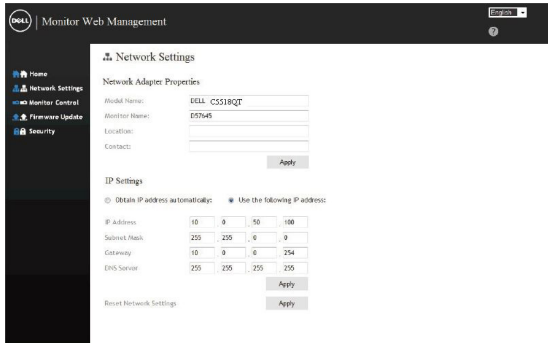 DELL Monitor Web Management
English
?
Home
Network Settings
Monitor Control
Firmware Update
Security
Network Settings
Network Adapter Properties
Model Name: DELL C5518QT
Monitor Name: D57645
Location:
Contact:
Apply
IP Settings
Obtain IP address automatically: Use the following IP address:
IP Address 10 . 0 . 50 . 100
Subnet Mask 255 . 255 . 0 . 0
Gateway 10 . 0 . 0 . 254
DNS Server 255 . 255 . 255 . 255
Apply
Reset Network Settings Apply